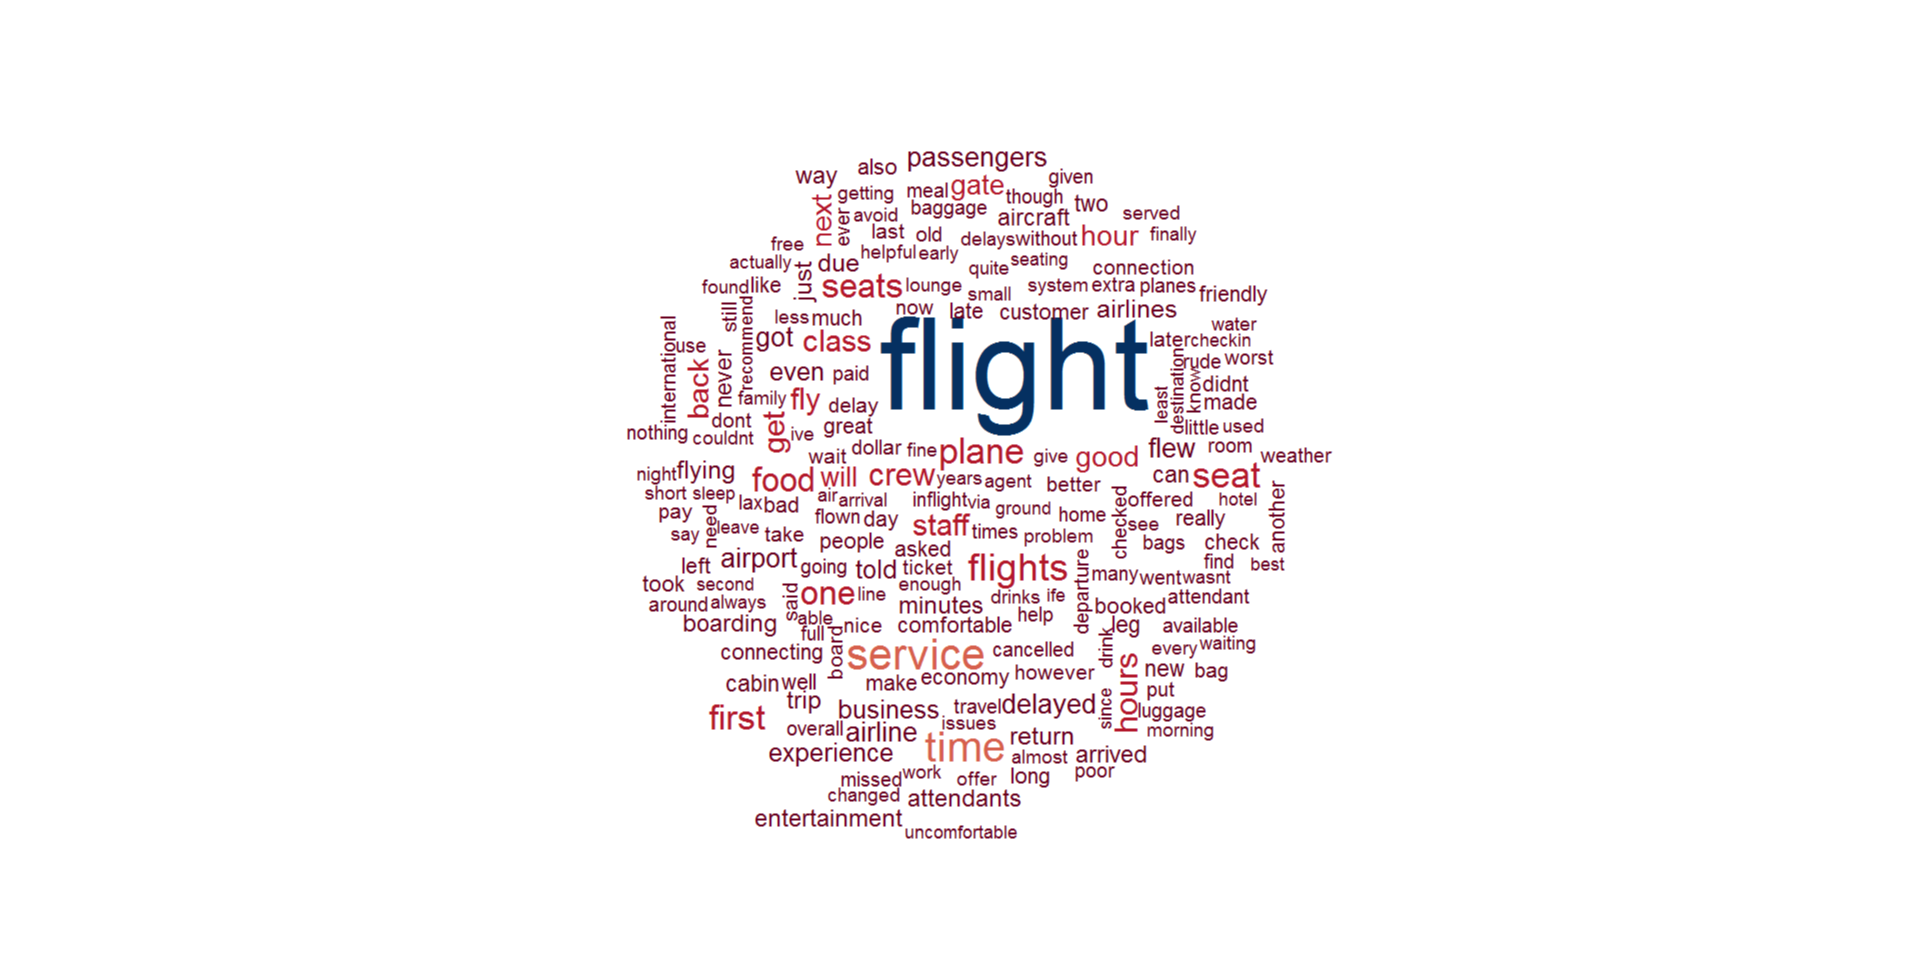 passengers
way also
getting meal gate though given
next ever avoid baggage aircraft two served
last old delays without hour finally
free helpful early
actually just due quite seating connection
found like seats lounge small system extra planes friendly
still recommend less much now late customer airlines
international use got class flight later checkin water
back never even paid rude worst
family fly delay least destination know didnt made
nothing couldnt dont get ive great little used
wait dollar fine plane give good flew room weather
night flying food will crew years agent better can seat
short sleep lax bad air arrival inflight via ground home checked offered hotel another
pay need leave take flown day staff times problem see really
say people asked bags check
left airport going told ticket flights departure many went wasnt find best
took second said one line enough drinks ife
around always able minutes help booked attendant
boarding full nice comfortable leg available
connecting board service cancelled drink every waiting
cabin well make economy however hours new bag
trip business travel delayed since put luggage
first overall airline issues return morning
experience time almost arrived
missed work offer long poor
changed attendants
entertainment uncomfortable